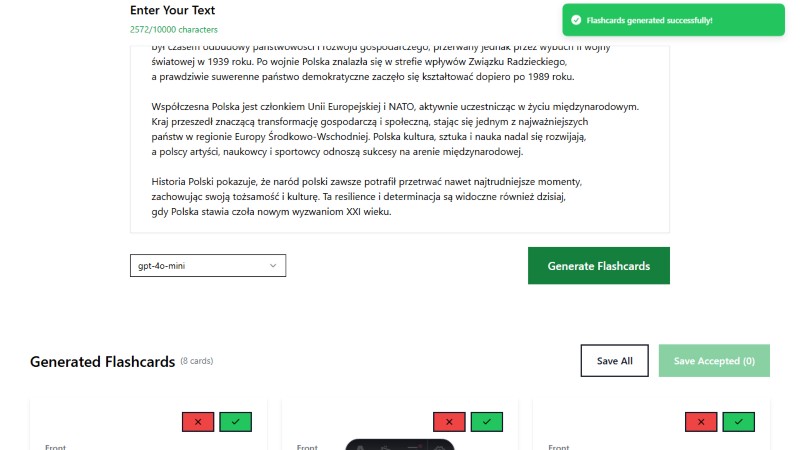 Enter Your Text
2572/10000 characters
Flashcards generated successfully!
był czasem odbudowy państwowości i rozwoju gospodarczego, przerwany jednak przez wybuch II wojny
światowej w 1939 roku. Po wojnie Polska znalazła się w strefie wpływów Związku Radzieckiego,
a prawdziwie suwerenne państwo demokratyczne zaczęło się kształtować dopiero po 1989 roku.
Współczesna Polska jest członkiem Unii Europejskiej i NATO, aktywnie uczestnicząc w życiu międzynarodowym.
Kraj przeszedł znaczącą transformację gospodarczą i społeczną, stając się jednym z najważniejszych
państw w regionie Europy Środkowo-Wschodniej. Polska kultura, sztuka i nauka nadal się rozwijają,
a polscy artyści, naukowcy i sportowcy odnoszą sukcesy na arenie międzynarodowej.
Historia Polski pokazuje, że naród polski zawsze potrafił przetrwać nawet najtrudniejsze momenty,
zachowując swoją tożsamość i kulturę. Ta resilience i determinacja są widoczne również dzisiaj,
gdy Polska stawia czoła nowym wyzwaniom XXI wieku.
gpt-4o-mini
Generate Flashcards
Generated Flashcards (8 cards)
Save All
Save Accepted (0)
Front
Front
Front